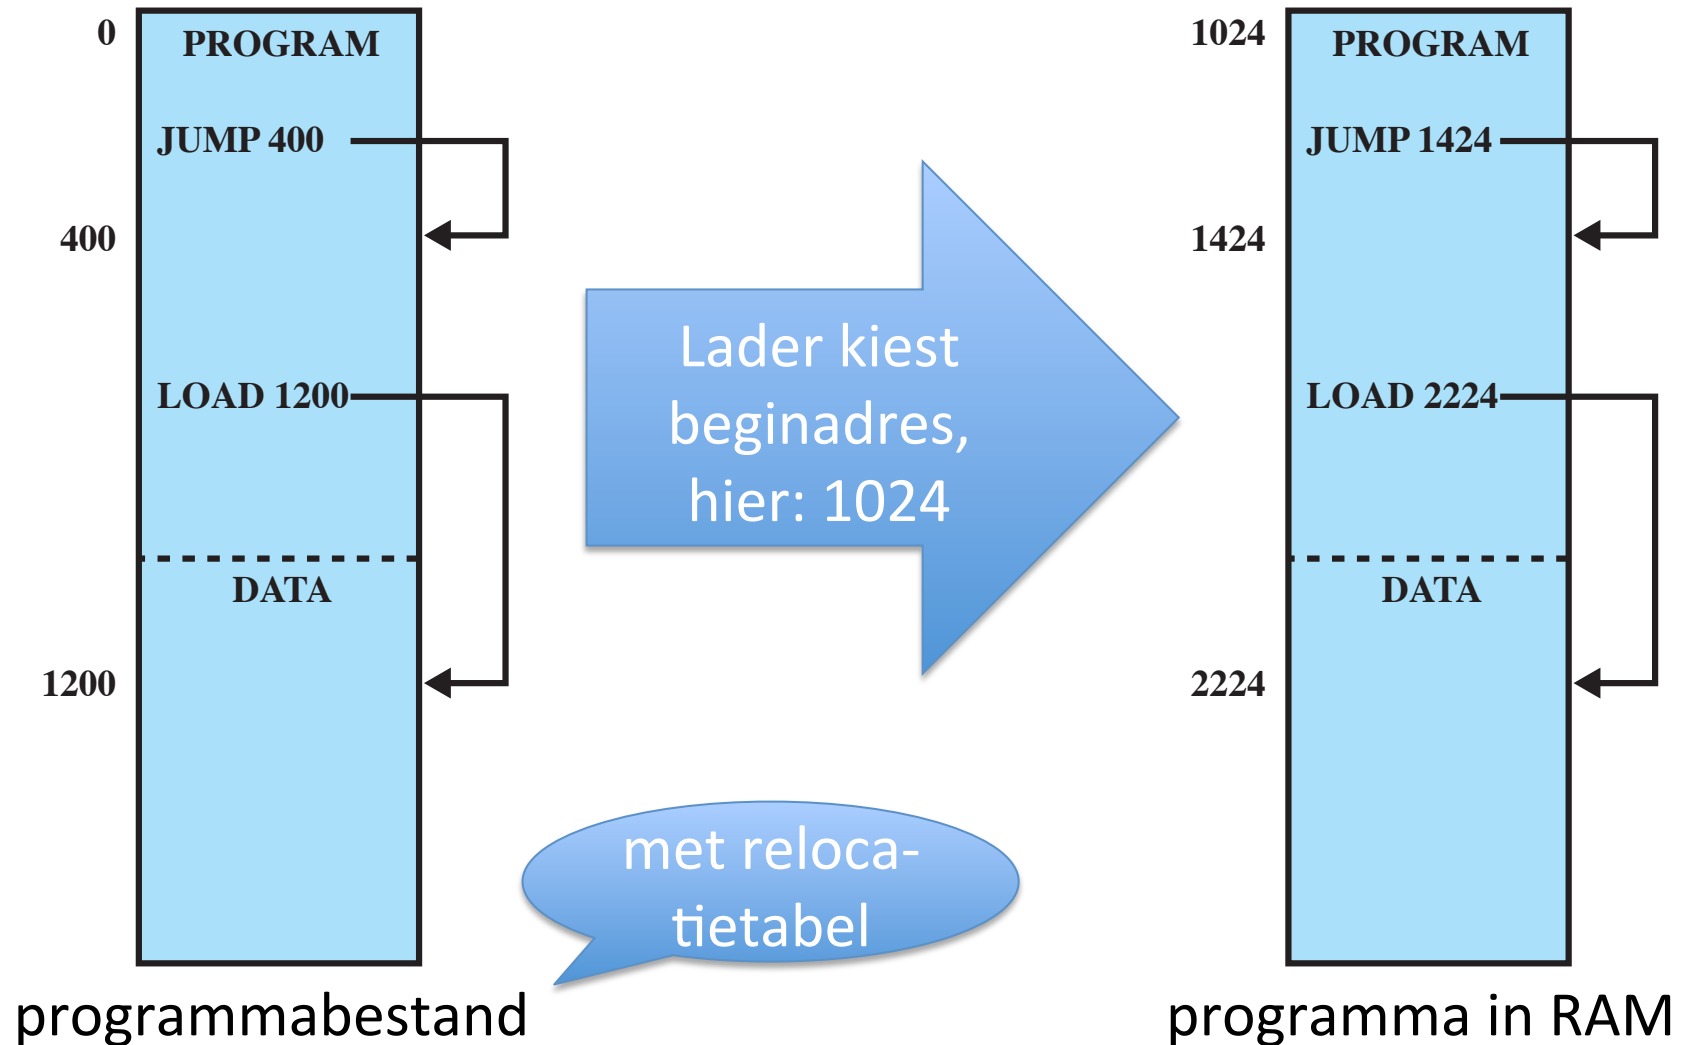 0
PROGRAM
JUMP 400
400
LOAD 1200
DATA
1200
programmabestand
Lader kiest
beginadres,
hier: 1024
met reloca-
tietabel
1024
PROGRAM
JUMP 1424
1424
LOAD 2224
DATA
2224
programma in RAM